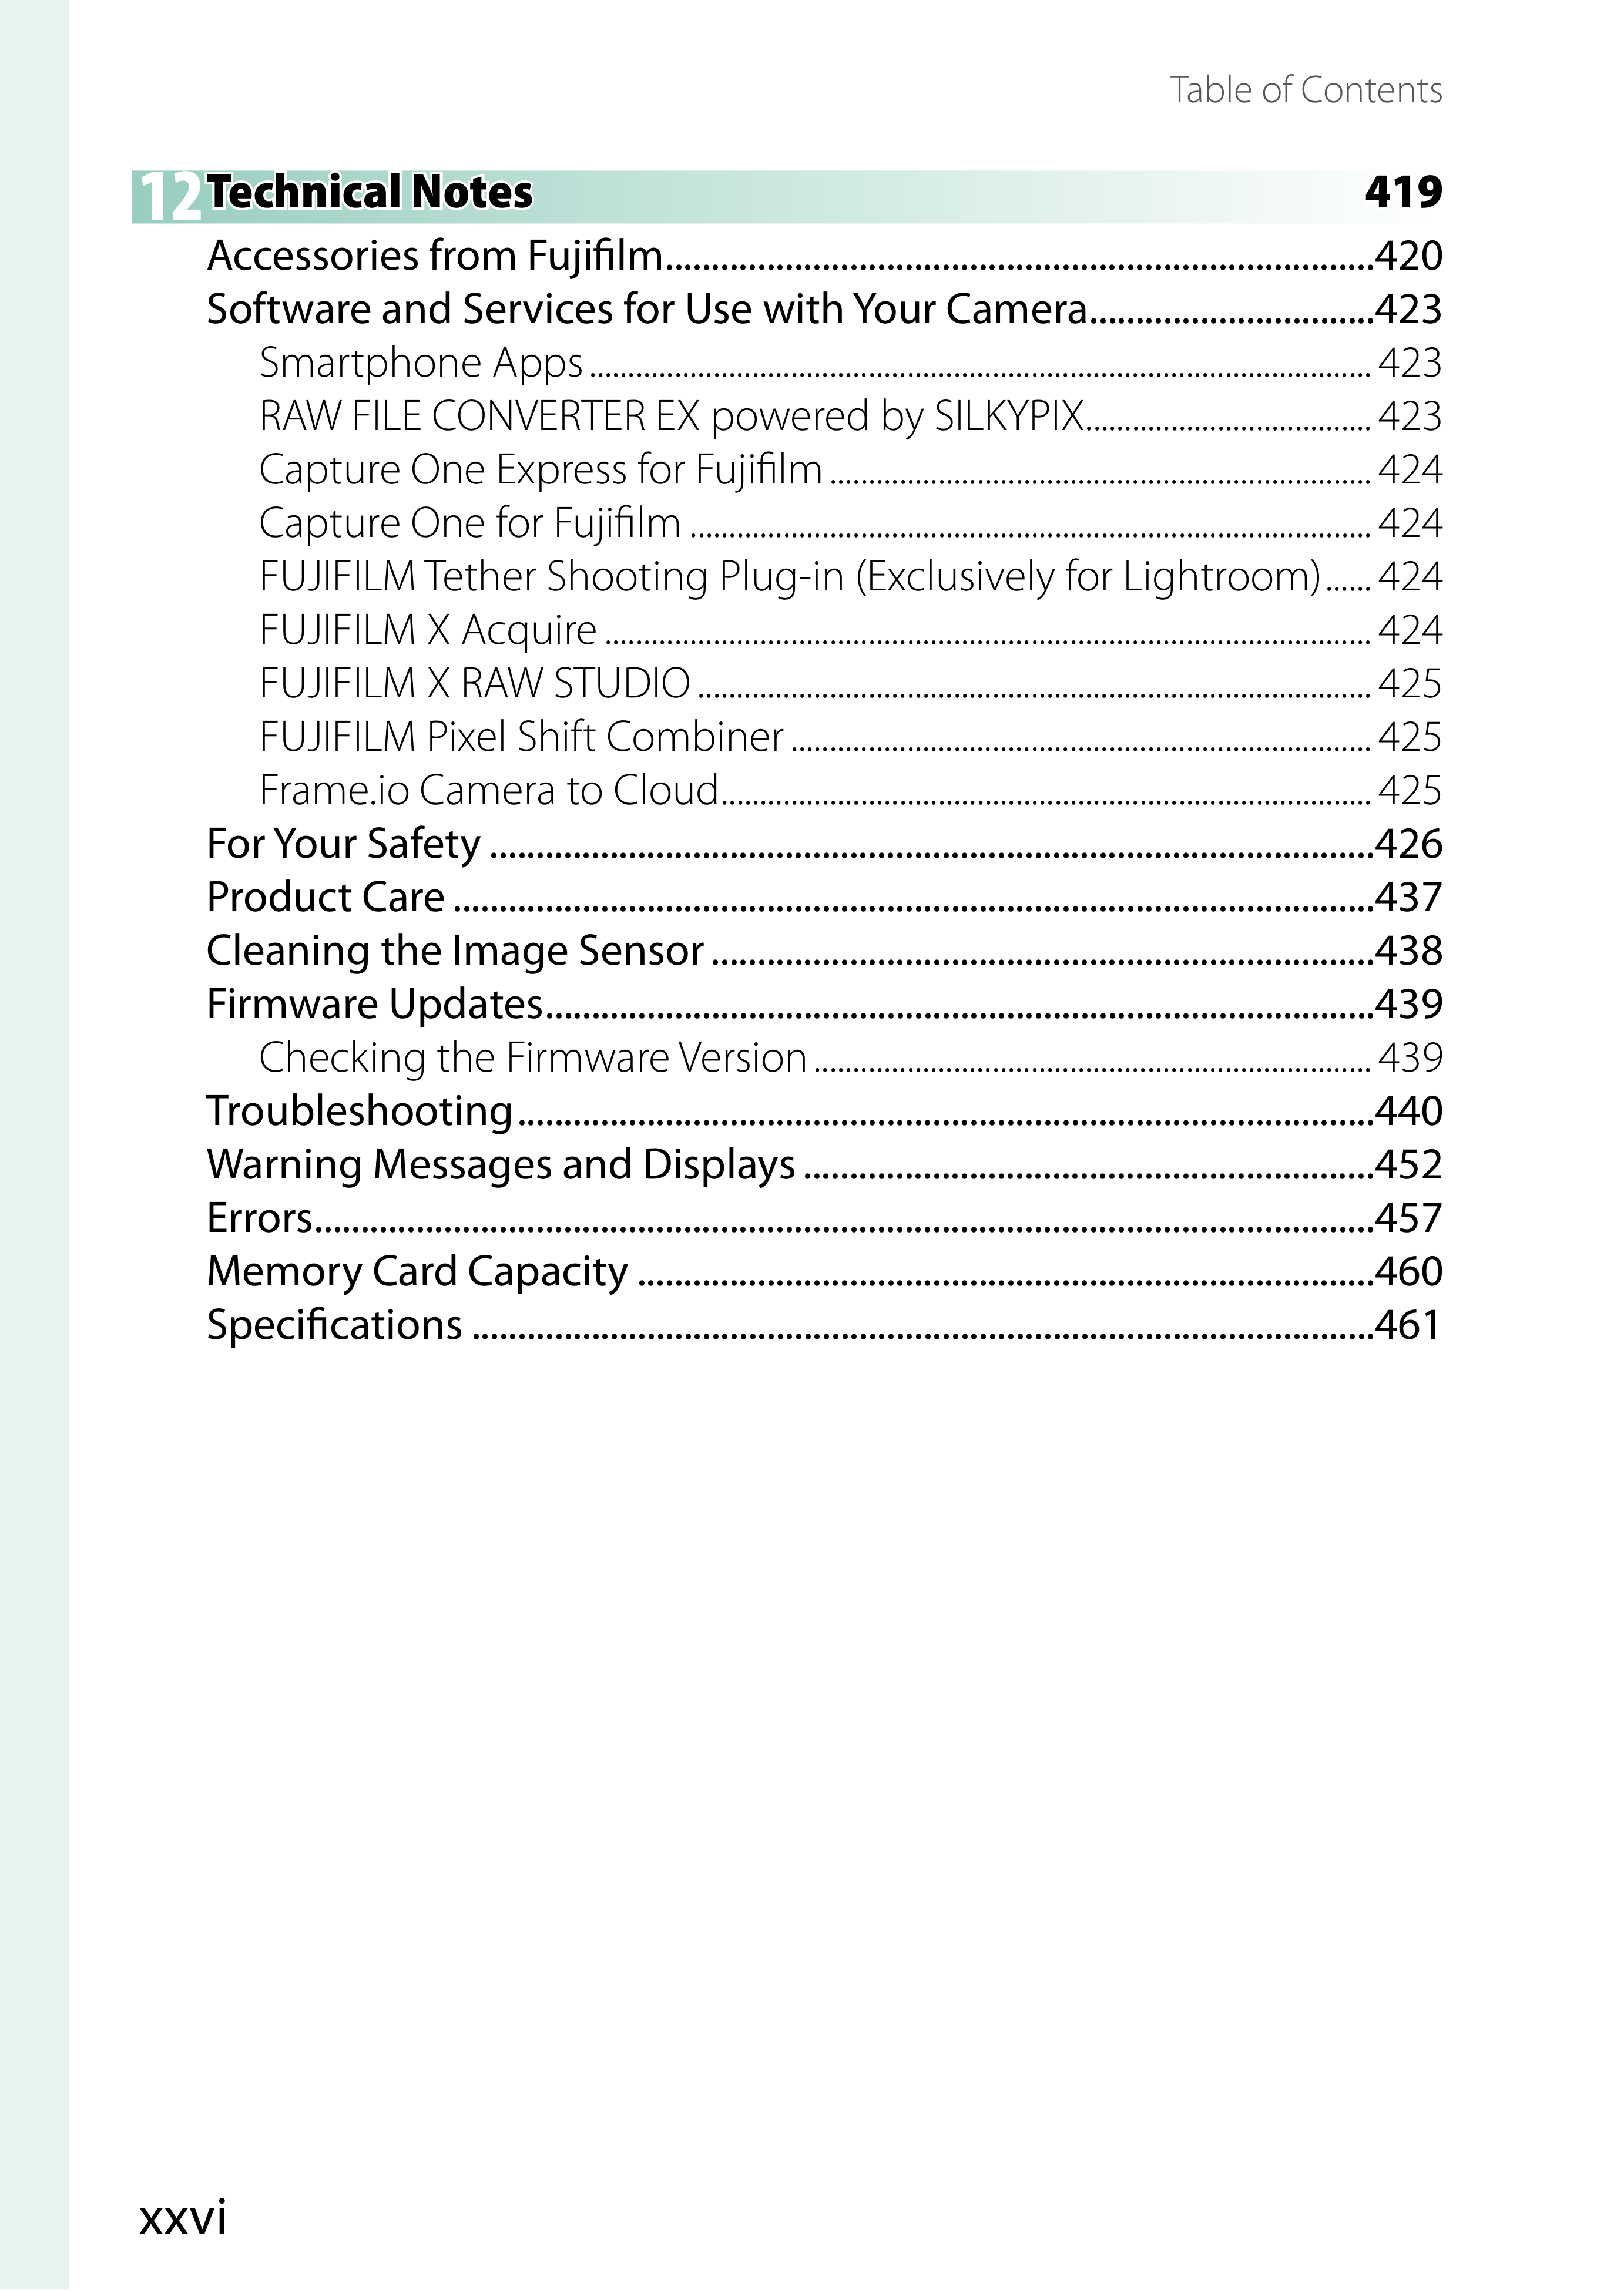 Table of Contents
12 Technical Notes 419
Accessories from Fujifilm.............................................................................420
Software and Services for Use with Your Camera...............................423
Smartphone Apps ..................................................................................................... 423
RAW FILE CONVERTER EX powered by SILKYPIX..................................... 423
Capture One Express for Fujifilm ...................................................................... 424
Capture One for Fujifilm ........................................................................................ 424
FUJIFILM Tether Shooting Plug-in (Exclusively for Lightroom)...... 424
FUJIFILM X Acquire ................................................................................................... 424
FUJIFILM X RAW STUDIO ....................................................................................... 425
FUJIFILM Pixel Shift Combiner ........................................................................... 425
Frame.io Camera to Cloud.................................................................................... 425
For Your Safety ................................................................................................426
Product Care ....................................................................................................437
Cleaning the Image Sensor ........................................................................438
Firmware Updates..........................................................................................439
Checking the Firmware Version ........................................................................ 439
Troubleshooting.............................................................................................440
Warning Messages and Displays ..............................................................452
Errors...................................................................................................................457
Memory Card Capacity ................................................................................460
Specifications ..................................................................................................461
xxvi